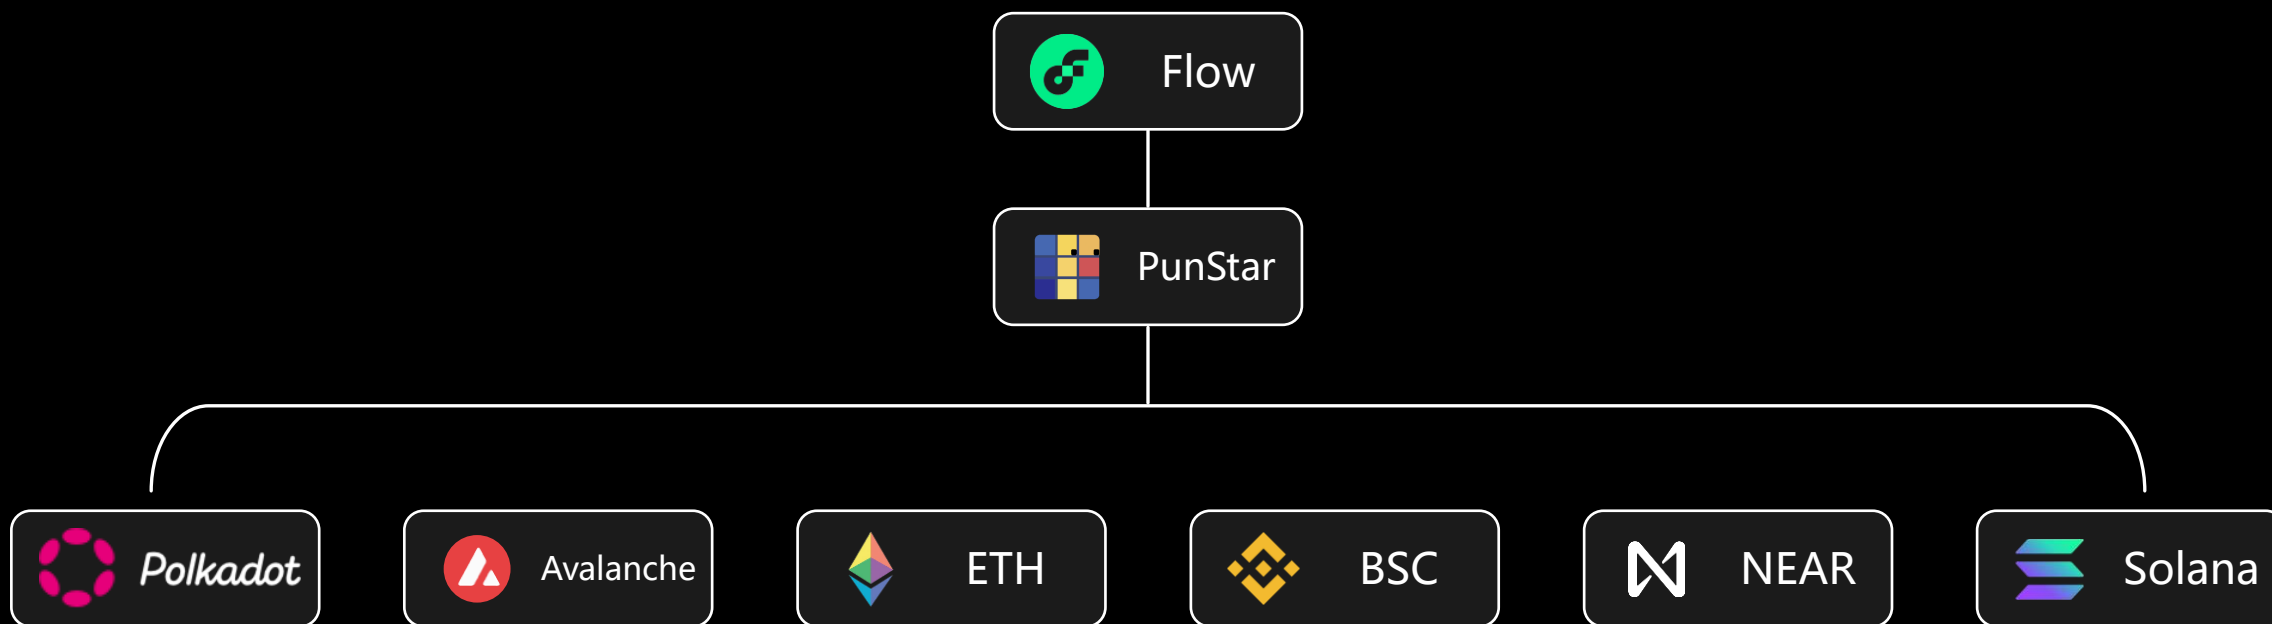 Flow
PunStar
Polkadot
Avalanche
ETH
BSC
NEAR
Solana